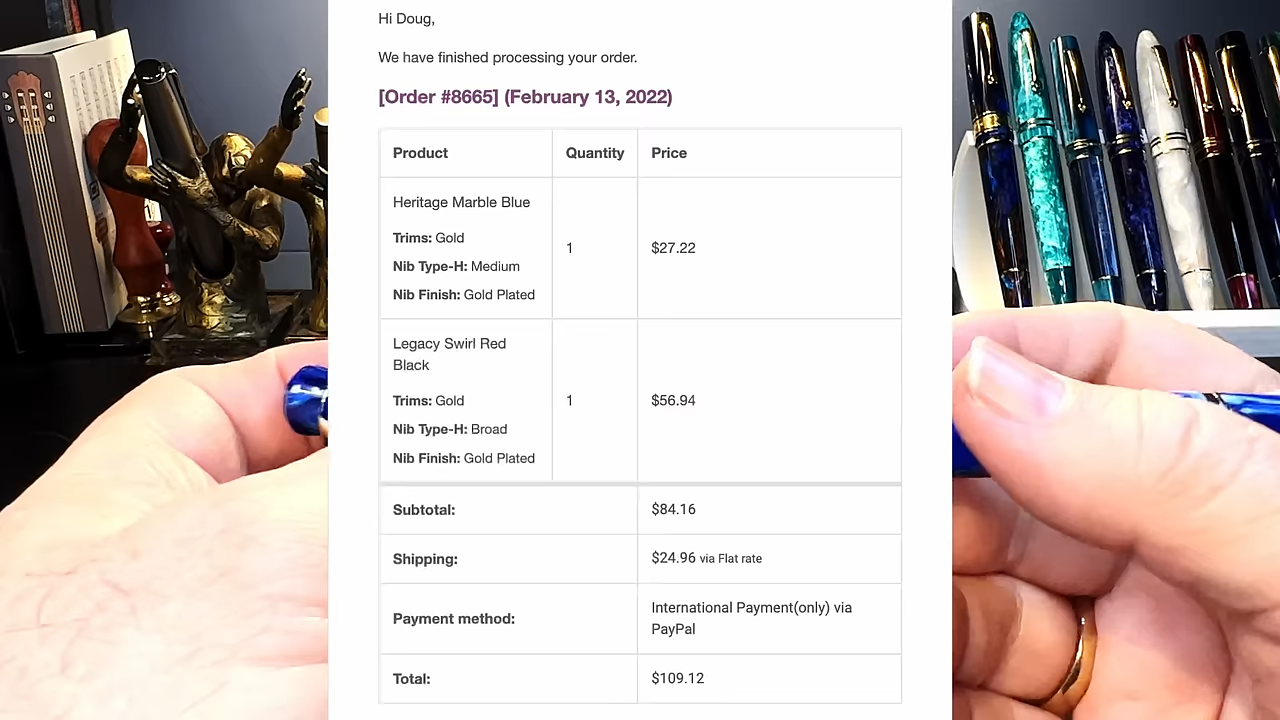 Hi Doug,
We have finished processing your order.
[Order #8665] (February 13, 2022)
Product Quantity Price
Heritage Marble Blue
Trims: Gold
Nib Type-H: Medium
Nib Finish: Gold Plated
1
$27.22
Legacy Swirl Red
Black
Trims: Gold
Nib Type-H: Broad
Nib Finish: Gold Plated
1
$56.94
Subtotal: $84.16
Shipping: $24.96 via Flat rate
Payment method: International Payment(only) via
PayPal
Total: $109.12